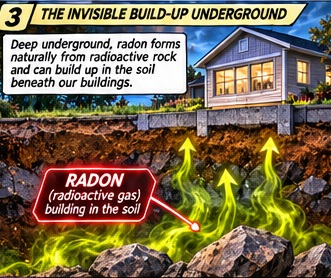 3 THE INVISIBLE BUILD-UP UNDERGROUND
Deep underground, radon forms
naturally from radioactive rock
and can build up in the soil
beneath our buildings.
RADON
(radioactive gas)
building in the soil